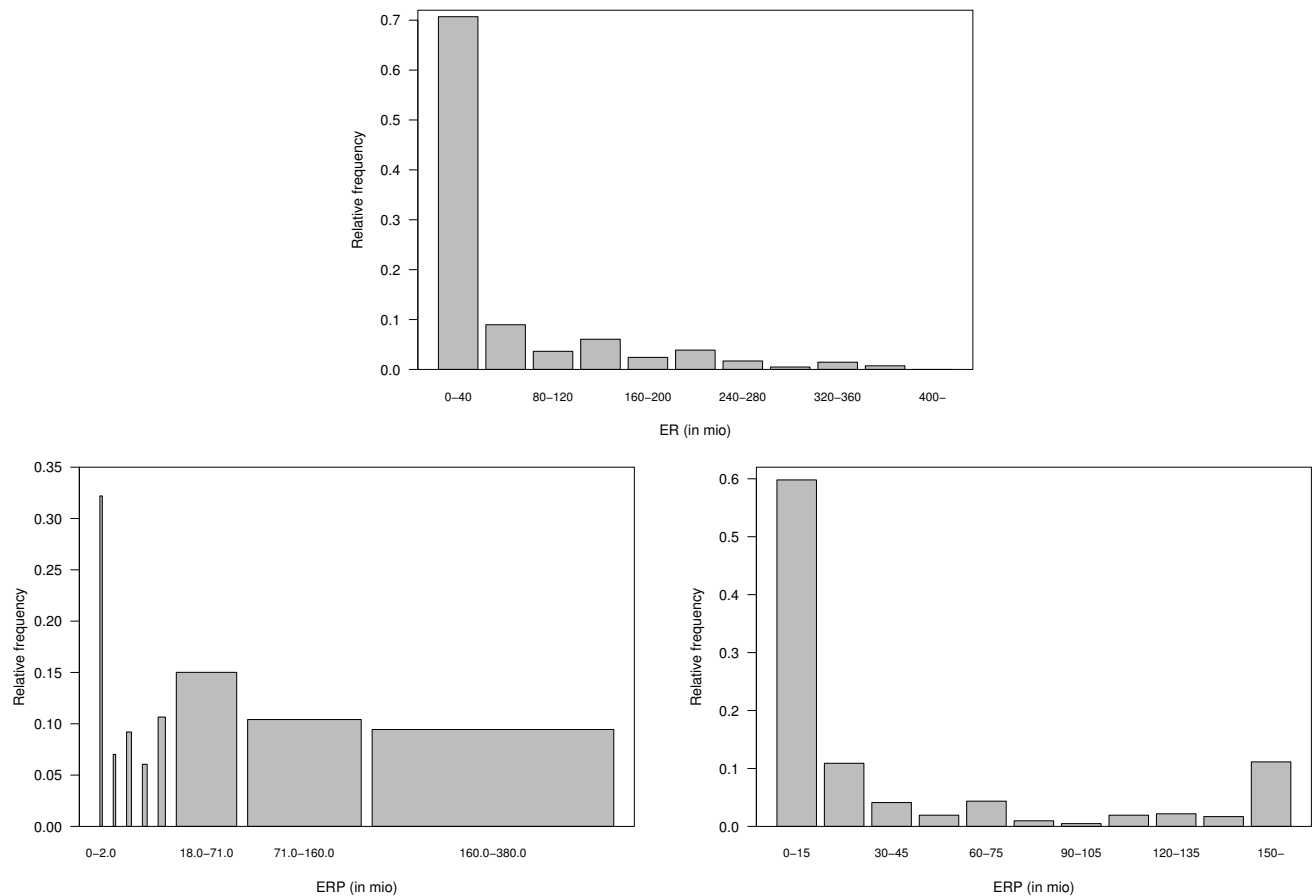 0.7
0.6
0.5
0.4
0.3
0.2
0.1
0.0
Relative frequency
0–40 80–120 160–200 240–280 320–360 400–
ER (in mio)
0.35
0.30
0.25
0.20
0.15
0.10
0.05
0.00
Relative frequency
0–2.0 18.0–71.0 71.0–160.0 160.0–380.0
ERP (in mio)
0.6
0.5
0.4
0.3
0.2
0.1
0.0
Relative frequency
0–15 30–45 60–75 90–105 120–135 150–
ERP (in mio)